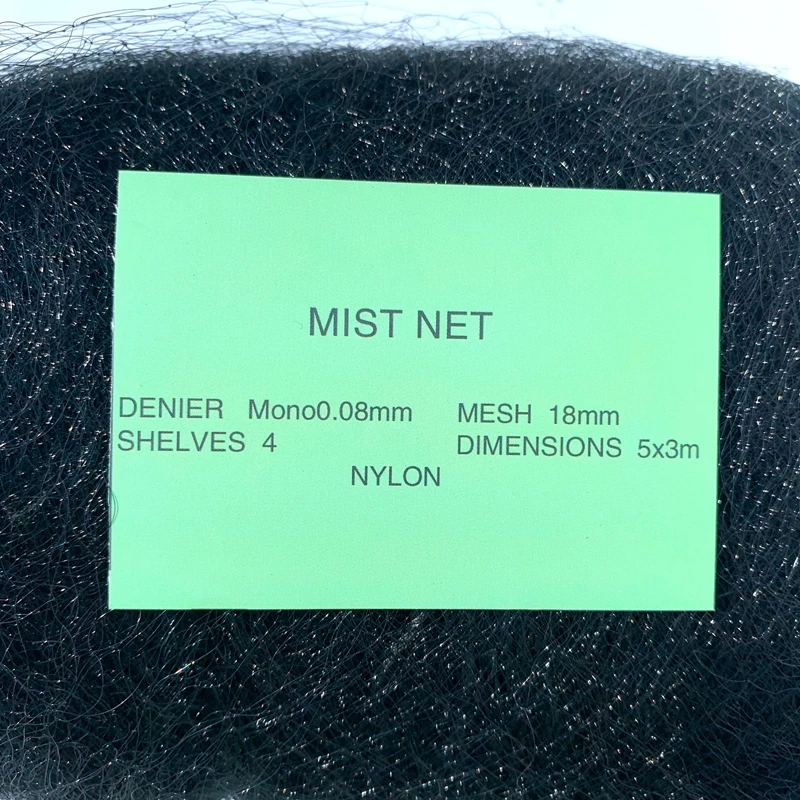 MIST NET
DENIER Mono0.08mm MESH 18mm
SHELVES 4 DIMENSIONS 5x3m
NYLON